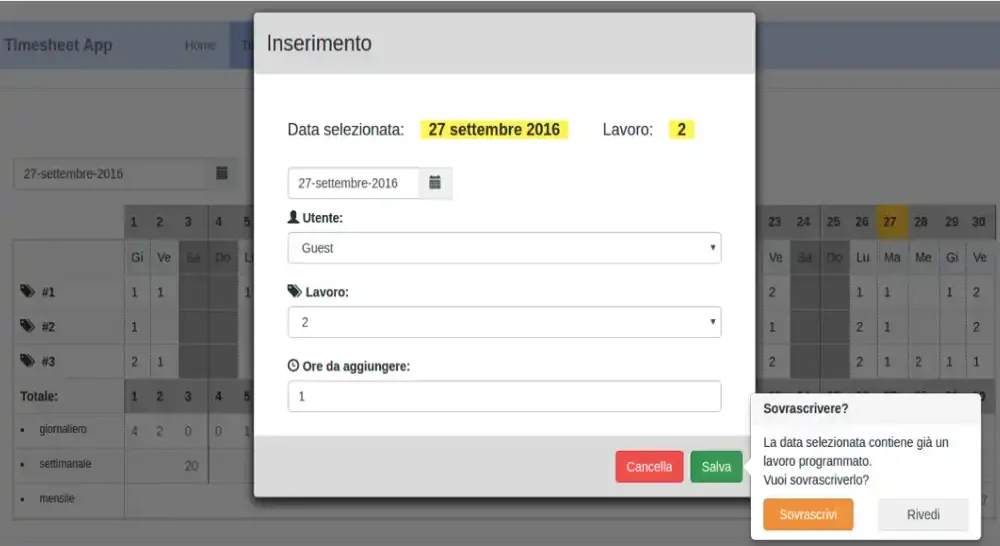 Timesheet App Home
Inserimento
Data selezionata: 27 settembre 2016 Lavoro: 2
27-settembre-2016
27-settembre-2016
Utente:
Guest
Lavoro:
2
Ore da aggiungere:
1
Cancella Salva
1 2 3 4 5 23 24 25 26 27 28 29 30
Gi Ve Sa Do Ve Sa Do Lu Ma Me Gi Ve
#1 1 1 1 2 1 1 1 2
#2 1 1 2 1 2
#3 2 1 2 1 1 2 1 1
Totale: 1 2 3 4 5
giornaliero 4 2 0 0 1
settimanale 20
mensile
Sovrascrivere?
La data selezionata contiene già un
lavoro programmato.
Vuoi sovrascriverlo?
Sovrascrivi Rivedi